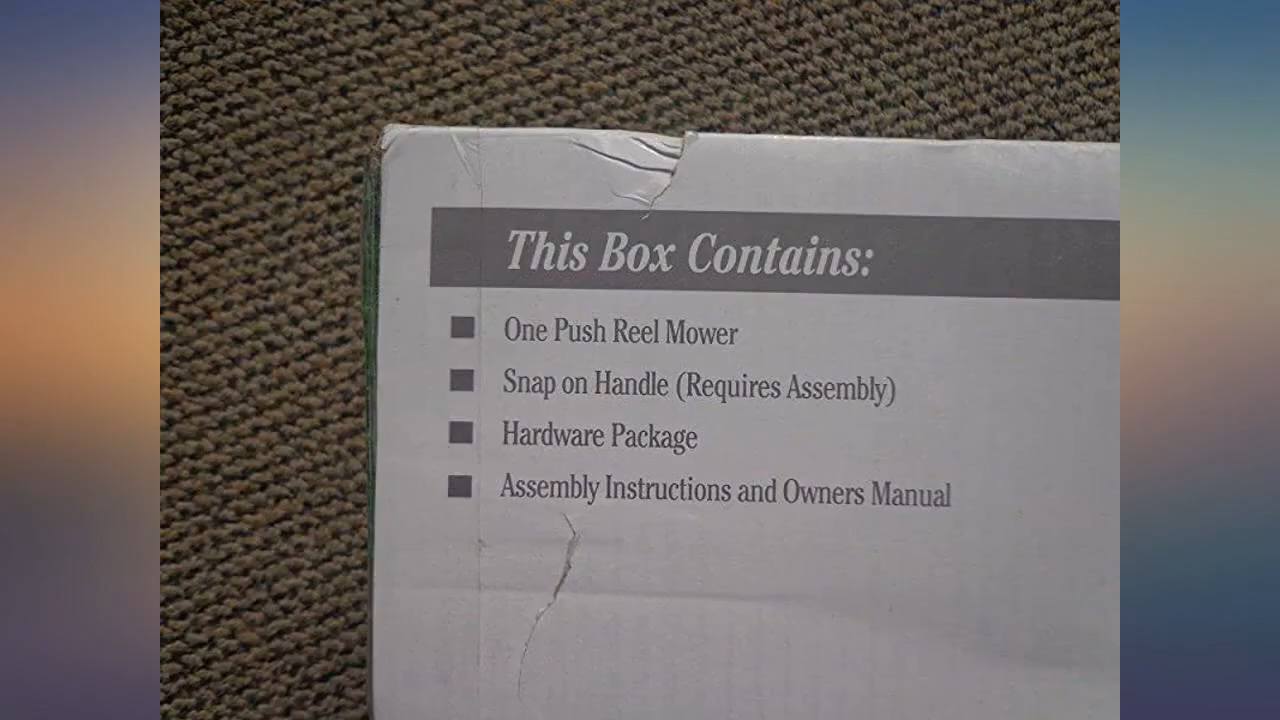 This Box Contains:
One Push Reel Mower
Snap on Handle (Requires Assembly)
Hardware Package
Assembly Instructions and Owners Manual